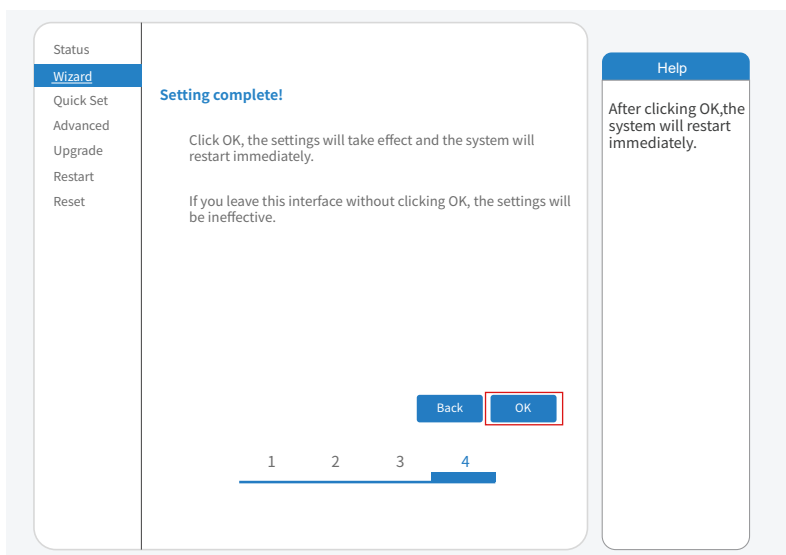 Status
Wizard
Quick Set
Advanced
Upgrade
Restart
Reset
Setting complete!
Click OK, the settings will take effect and the system will
restart immediately.
If you leave this interface without clicking OK, the settings will
be ineffective.
Back
OK
1 2 3 4
Help
After clicking OK,the
system will restart
immediately.